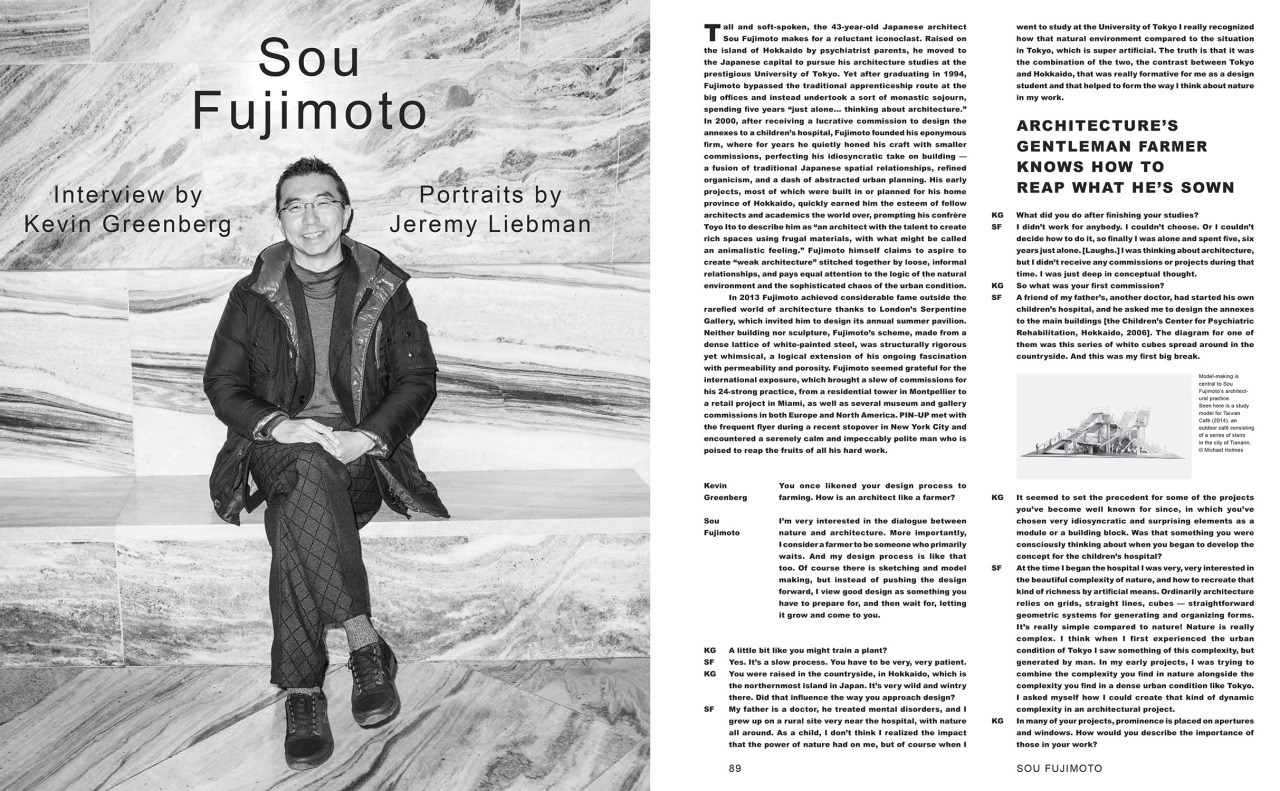 Sou
Fujimoto
Interview by
Kevin Greenberg
Portraits by
Jeremy Liebman
Tall and soft-spoken, the 43-year-old Japanese architect
Sou Fujimoto makes for a reluctant iconoclast. Raised on
the island of Hokkaido by psychiatrist parents, he moved to
the Japanese capital to pursue his architecture studies at the
prestigious University of Tokyo. Yet after graduating in 1994,
Fujimoto bypassed the traditional apprenticeship route at the
big offices and instead undertook a sort of monastic sojourn,
spending five years “just alone... thinking about architecture.”
In 2000, after receiving a lucrative commission to design the
annexes to a children’s hospital, Fujimoto founded his eponymous
firm, where for years he quietly honed his craft with smaller
commissions, perfecting his idiosyncratic take on building —
a fusion of traditional Japanese spatial relationships, refined
organicism, and a dash of abstracted urban planning. His early
projects, most of which were built in or planned for his home
province of Hokkaido, quickly earned him the esteem of fellow
architects and academics the world over, prompting his confrère
Toyo Ito to describe him as “an architect with the talent to create
rich spaces using frugal materials, with what might be called
an animalistic feeling.” Fujimoto himself claims to aspire to
create “weak architecture” stitched together by loose, informal
relationships, and pays equal attention to the logic of the natural
environment and the sophisticated chaos of the urban condition.
In 2013 Fujimoto achieved considerable fame outside the
rarefied world of architecture thanks to London’s Serpentine
Gallery, which invited him to design its annual summer pavilion.
Neither building nor sculpture, Fujimoto’s scheme, made from a
dense lattice of white-painted steel, was structurally rigorous
yet whimsical, a logical extension of his ongoing fascination
with permeability and porosity. Fujimoto seemed grateful for the
international exposure, which brought a slew of commissions for
his 24-strong practice, from a residential tower in Montpellier to
a retail project in Miami, as well as several museum and gallery
commissions in both Europe and North America. PIN–UP met with
the frequent flyer during a recent stopover in New York City and
encountered a serenely calm and impeccably polite man who is
poised to reap the fruits of all his hard work.
Kevin Greenberg
You once likened your design process to
farming. How is an architect like a farmer?
Sou Fujimoto
I’m very interested in the dialogue between
nature and architecture. More importantly,
I consider a farmer to be someone who primarily
waits. And my design process is like that
too. Of course there is sketching and model
making, but instead of pushing the design
forward, I view good design as something you
have to prepare for, and then wait for, letting
it grow and come to you.
KG A little bit like you might train a plant?
SF Yes. It’s a slow process. You have to be very, very patient.
KG You were raised in the countryside, in Hokkaido, which is
the northernmost island in Japan. It’s very wild and wintry
there. Did that influence the way you approach design?
SF My father is a doctor, he treated mental disorders, and I
grew up on a rural site very near the hospital, with nature
all around. As a child, I don’t think I realized the impact
that the power of nature had on me, but of course when I
89
went to study at the University of Tokyo I really recognized
how that natural environment compared to the situation
in Tokyo, which is super artificial. The truth is that it was
the combination of the two, the contrast between Tokyo
and Hokkaido, that was really formative for me as a design
student and that helped to form the way I think about nature
in my work.
ARCHITECTURE’S
GENTLEMAN FARMER
KNOWS HOW TO
REAP WHAT HE’S SOWN
KG What did you do after finishing your studies?
SF I didn’t work for anybody. I couldn’t choose. Or I couldn’t
decide how to do it, so finally I was alone and spent five, six
years just alone. [Laughs.] I was thinking about architecture,
but I didn’t receive any commissions or projects during that
time. I was just deep in conceptual thought.
KG So what was your first commission?
SF A friend of my father’s, another doctor, had started his own
children’s hospital, and he asked me to design the annexes
to the main buildings [the Children’s Center for Psychiatric
Rehabilitation, Hokkaido, 2006]. The diagram for one of
them was this series of white cubes spread around in the
countryside. And this was my first big break.
Model-making is
central to Sou
Fujimoto’s architect-
ural practice.
Seen here is a study
model for Taiwan
Café (2014), an
outdoor café consisting
of a series of stairs
in the city of Tianann.
© Michael Holmes
KG It seemed to set the precedent for some of the projects
you’ve become well known for since, in which you’ve
chosen very idiosyncratic and surprising elements as a
module or a building block. Was that something you were
consciously thinking about when you began to develop the
concept for the children’s hospital?
SF At the time I began the hospital I was very, very interested in
the beautiful complexity of nature, and how to recreate that
kind of richness by artificial means. Ordinarily architecture
relies on grids, straight lines, cubes — straightforward
geometric systems for generating and organizing forms.
It’s really simple compared to nature! Nature is really
complex. I think when I first experienced the urban
condition of Tokyo I saw something of this complexity, but
generated by man. In my early projects, I was trying to
combine the complexity you find in nature alongside the
complexity you find in a dense urban condition like Tokyo.
I asked myself how I could create that kind of dynamic
complexity in an architectural project.
KG In many of your projects, prominence is placed on apertures
and windows. How would you describe the importance of
those in your work?
SOU FUJIMOTO